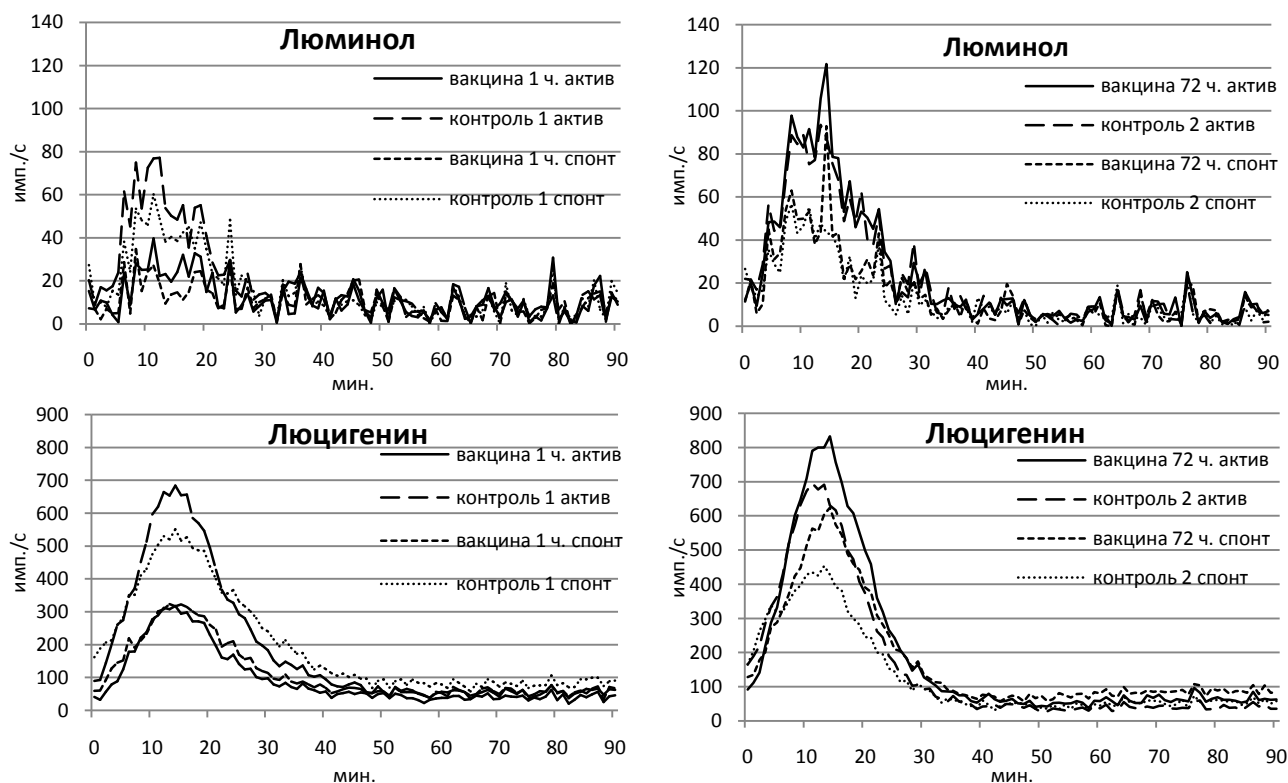 Люминол
140
120
100
80
60
40
20
0
имп./с
вакцина 1 ч. актив
контроль 1 актив
вакцина 1 ч. спонт
контроль 1 спонт
0 10 20 30 40 50 60 70 80 90
мин.
Люминол
140
120
100
80
60
40
20
0
имп./с
вакцина 72 ч. актив
контроль 2 актив
вакцина 72 ч. спонт
контроль 2 спонт
0 10 20 30 40 50 60 70 80 90
мин.
Люцигенин
900
800
700
600
500
400
300
200
100
0
имп./с
вакцина 1 ч. актив
контроль 1 актив
вакцина 1 ч. спонт
контроль 1 спонт
0 10 20 30 40 50 60 70 80 90
мин.
Люцигенин
900
800
700
600
500
400
300
200
100
0
имп./с
вакцина 72 ч. актив
контроль 2 актив
вакцина 72 ч. спонт
контроль 2 спонт
0 10 20 30 40 50 60 70 80 90
мин.